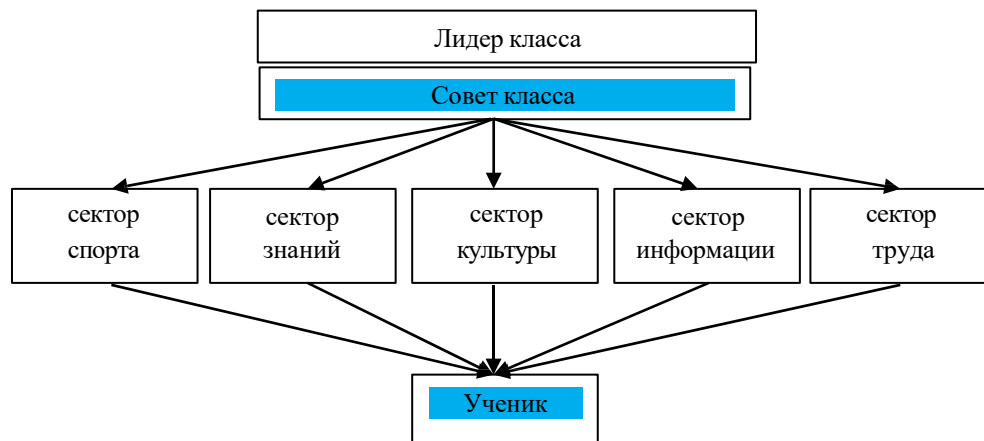 Лидер класса
Совет класса
сектор
спорта
сектор
знаний
сектор
культуры
сектор
информации
сектор
труда
Ученик